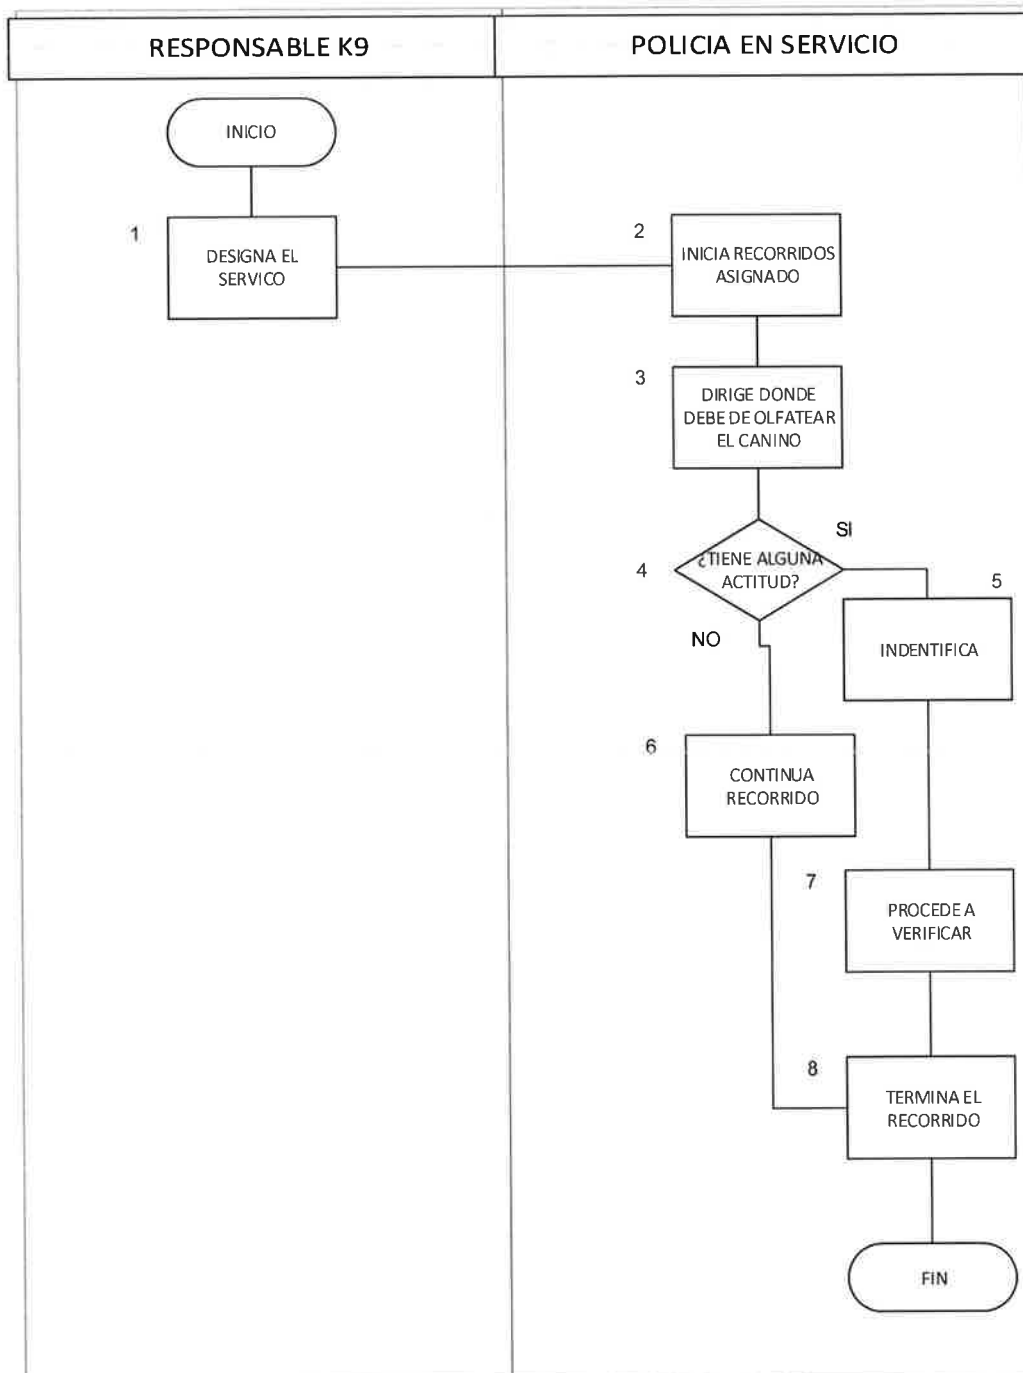 RESPONSABLE K9
POLICIA EN SERVICIO
INICIO
1
DESIGNA EL
SERVICO
2
INICIA RECORRIDOS
ASIGNADO
3
DIRIGE DONDE
DEBE DE OLFATEAR
EL CANINO
4
¿TIENE ALGUNA
ACTITUD?
SI
NO
5
INDENTIFICA
6
CONTINUA
RECORRIDO
7
PROCEDE A
VERIFICAR
8
TERMINA EL
RECORRIDO
FIN